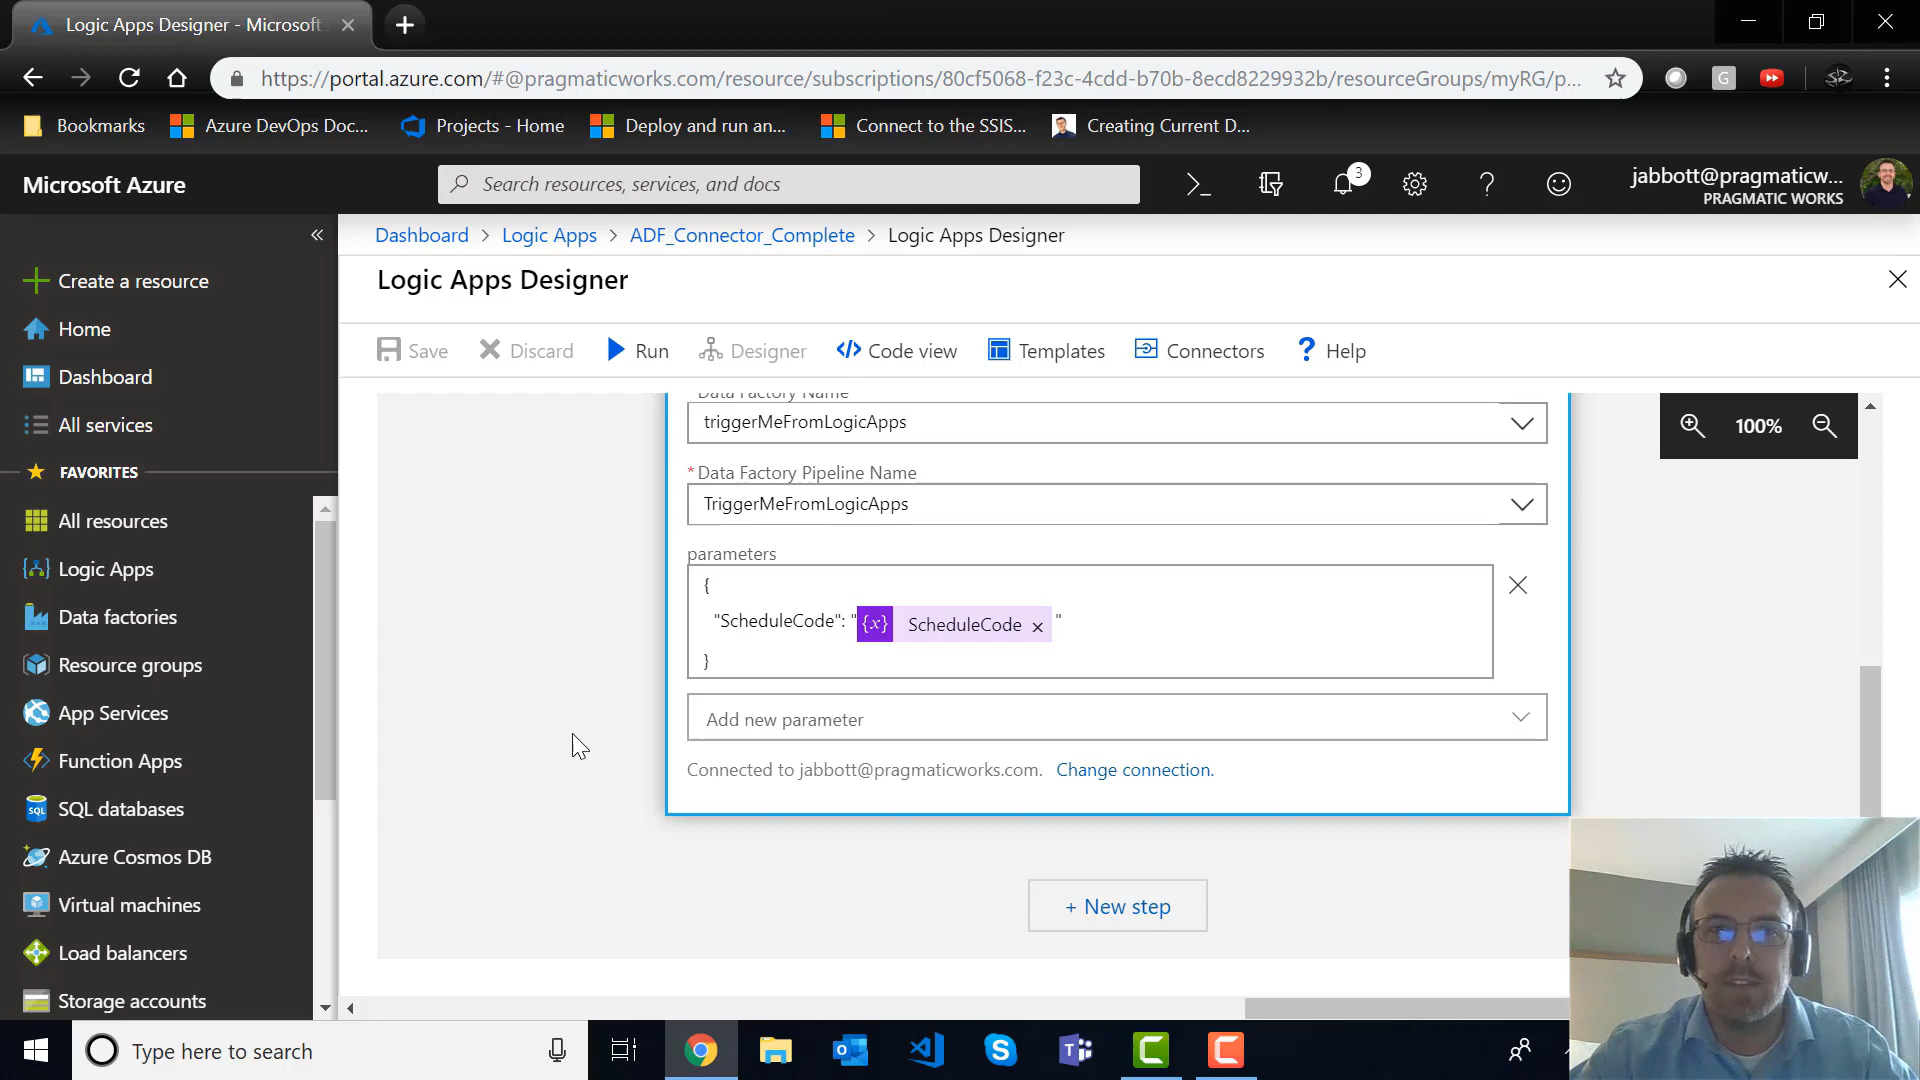 Logic Apps Designer - Microsoft
https://portal.azure.com/#@pragmaticworks.com/resource/subscriptions/80cf5068-f23c-4cdd-b70b-8ecd8229932b/resourceGroups/myRG/p...
G
Bookmarks
Azure DevOps Doc...
Projects - Home
Deploy and run an...
Connect to the SSIS...
Creating Current D...
Microsoft Azure
Search resources, services, and docs
3
jabbott@pragmaticw...
PRAGMATIC WORKS
Dashboard > Logic Apps > ADF_Connector_Complete > Logic Apps Designer
Logic Apps Designer
Save
Discard
Run
Designer
Code view
Templates
Connectors
Help
Create a resource
Home
Dashboard
All services
FAVORITES
All resources
Logic Apps
Data factories
Resource groups
App Services
Function Apps
SQL databases
Azure Cosmos DB
Virtual machines
Load balancers
Storage accounts
Data Factory Name
triggerMeFromLogicApps
* Data Factory Pipeline Name
TriggerMeFromLogicApps
parameters
{
"ScheduleCode": "{x} ScheduleCode ×"
}
Add new parameter
Connected to jabbott@pragmaticworks.com. Change connection.
+ New step
100%
Type here to search